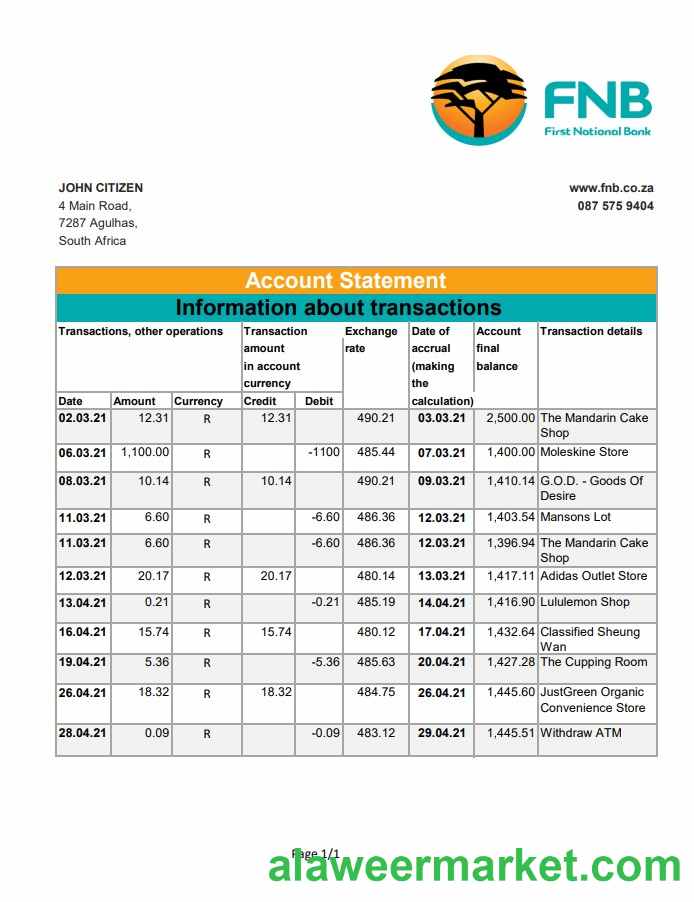 FNB
First National Bank
JOHN CITIZEN www.fnb.co.za
4 Main Road, 087 575 9404
7287 Agulhas,
South Africa
Account Statement
Information about transactions
Transactions, other operations Transaction amount in account currency Exchange rate Date of accrual (making the calculation) Account final balance Transaction details
Date Amount Currency Credit Debit
02.03.21 12.31 R 12.31 490.21 03.03.21 2,500.00 The Mandarin Cake
Shop
06.03.21 1,100.00 R -1100 485.44 07.03.21 1,400.00 Moleskine Store
08.03.21 10.14 R 10.14 490.21 09.03.21 1,410.14 G.O.D. - Goods Of
Desire
11.03.21 6.60 R -6.60 486.36 12.03.21 1,403.54 Mansons Lot
11.03.21 6.60 R -6.60 486.36 12.03.21 1,396.94 The Mandarin Cake
Shop
12.03.21 20.17 R 20.17 480.14 13.03.21 1,417.11 Adidas Outlet Store
13.04.21 0.21 R -0.21 485.19 14.04.21 1,416.90 Lululemon Shop
16.04.21 15.74 R 15.74 480.12 17.04.21 1,432.64 Classified Sheung
Wan
19.04.21 5.36 R -5.36 485.63 20.04.21 1,427.28 The Cupping Room
26.04.21 18.32 R 18.32 484.75 26.04.21 1,445.60 JustGreen Organic
Convenience Store
28.04.21 0.09 R -0.09 483.12 29.04.21 1,445.51 Withdraw ATM
Page 1/1
alaweermarket.com